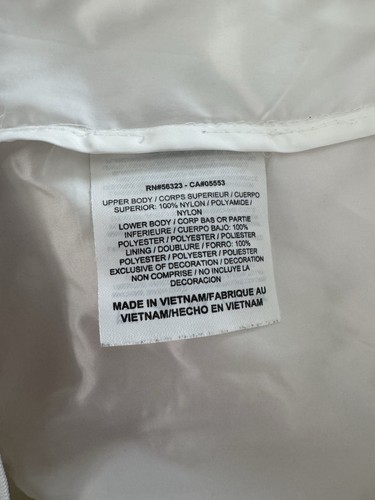 RN#56323 - CA#05553
UPPER BODY / CORPS SUPERIEUR / CUERPO
SUPERIOR: 100% NYLON / POLYAMIDE /
NYLON
LOWER BODY / CORP BAS OR PARTIE
INFERIEURE / CUERPO BAJO: 100%
POLYESTER / POLYESTER / POLIESTER
LINING / DOUBLURE / FORRO: 100%
POLYESTER / POLYESTER / POLIESTER
EXCLUSIVE OF DECORATION / DECORATION
NON COMPRISE / NO INCLUYE LA
DECORACION
MADE IN VIETNAM/FABRIQUE AU
VIETNAM/HECHO EN VIETNAM